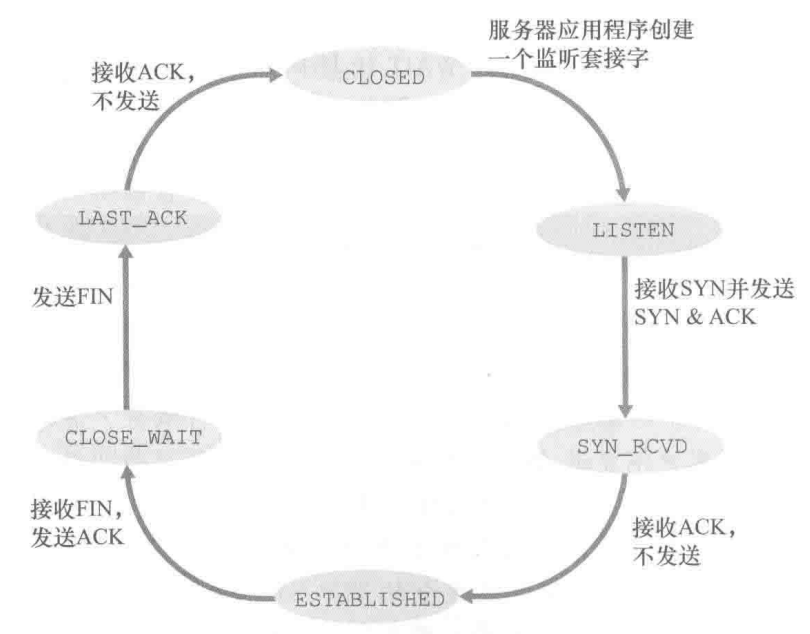 服务器应用程序创建
一个监听套接字
接收ACK，
不发送
CLOSED
LAST_ACK
LISTEN
发送FIN
接收SYN并发送
SYN & ACK
CLOSE_WAIT
SYN_RCVD
接收FIN，
发送ACK
接收ACK，
不发送
ESTABLISHED